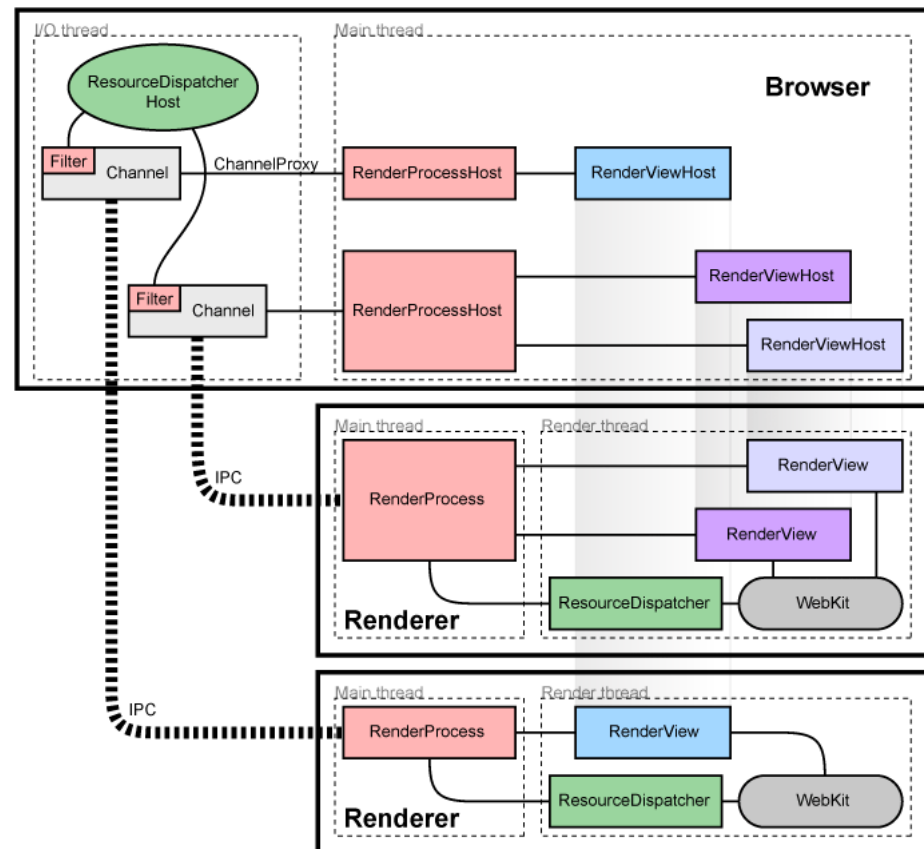 I/O thread
Main thread
ResourceDispatcher
Host
Browser
Filter
Channel
ChannelProxy
RenderProcessHost
RenderViewHost
Filter
Channel
RenderProcessHost
RenderViewHost
RenderViewHost
Main thread
Render thread
IPC
RenderProcess
RenderView
RenderView
ResourceDispatcher
WebKit
Renderer
Main thread
Render thread
IPC
RenderProcess
RenderView
ResourceDispatcher
WebKit
Renderer